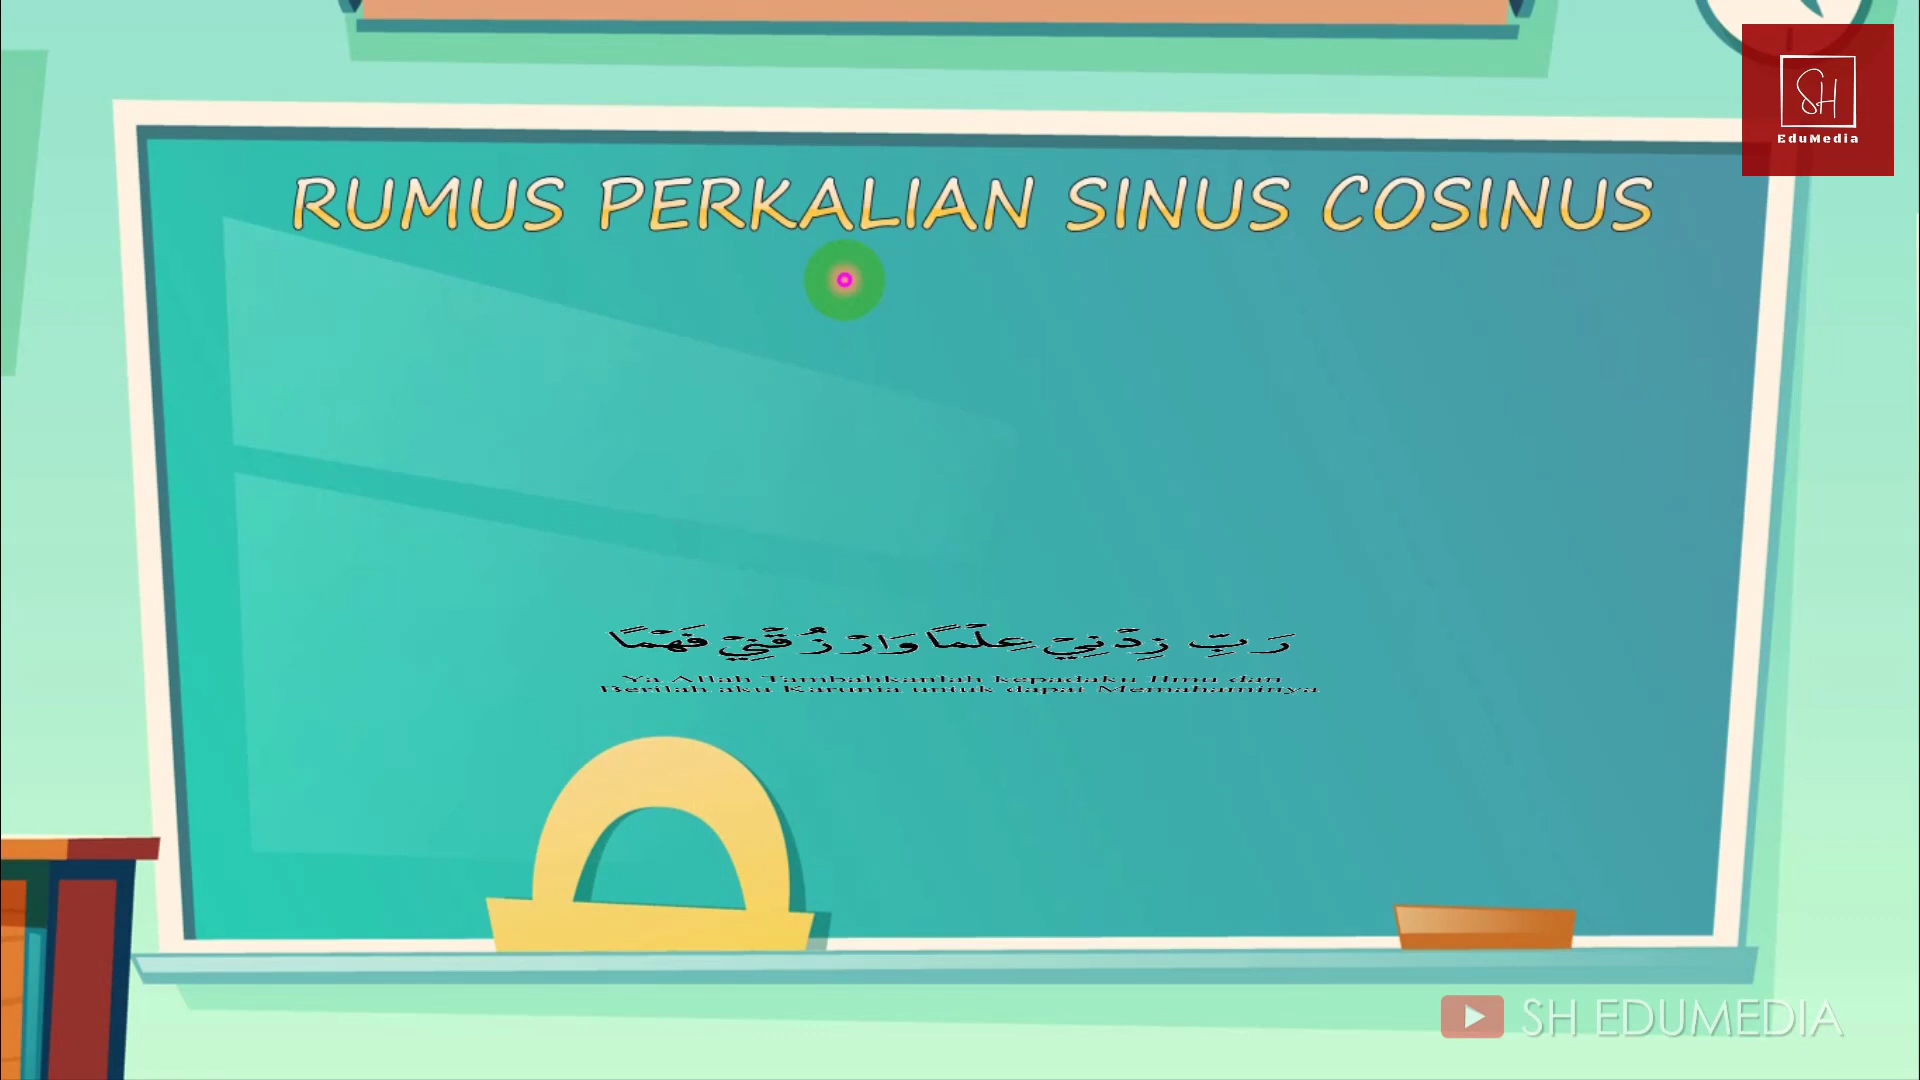 SH
EduMedia
RUMUS PERKALIAN SINUS COSINUS
رَبِّ زِدْنِيْ عِلْمًا وَارْزُقْنِيْ فَهْمًا
Ya Allah Tambahkanlah kepadaku Ilmu dan
Berilah aku Karunia untuk dapat Memahaminya
SH EDUMEDIA